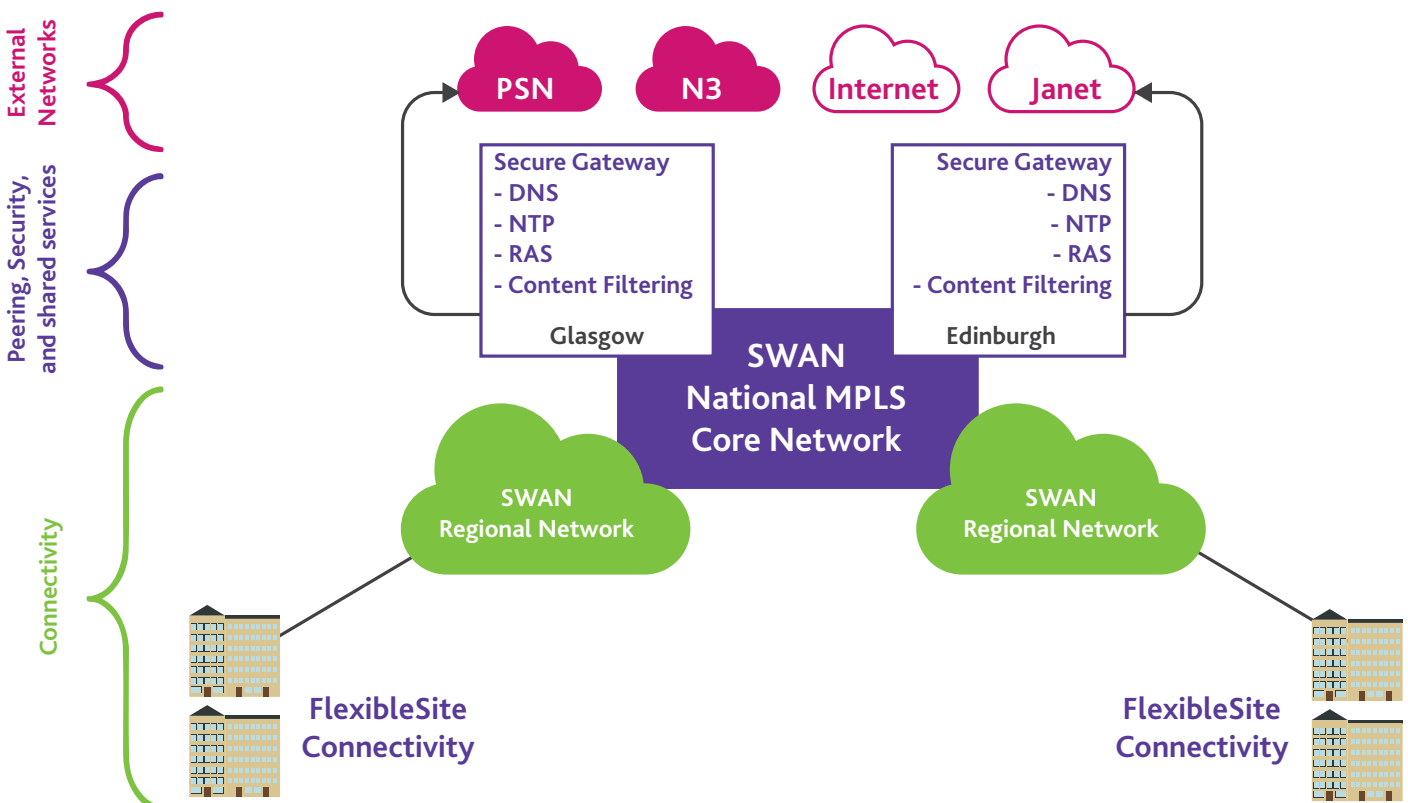 External
Networks
PSN
N3
Internet
Janet
Peering, Security,
and shared services
Secure Gateway
- DNS
- NTP
- RAS
- Content Filtering
Glasgow
Secure Gateway
- DNS
- NTP
- RAS
- Content Filtering
Edinburgh
SWAN
National MPLS
Core Network
Connectivity
SWAN
Regional Network
SWAN
Regional Network
FlexibleSite
Connectivity
FlexibleSite
Connectivity